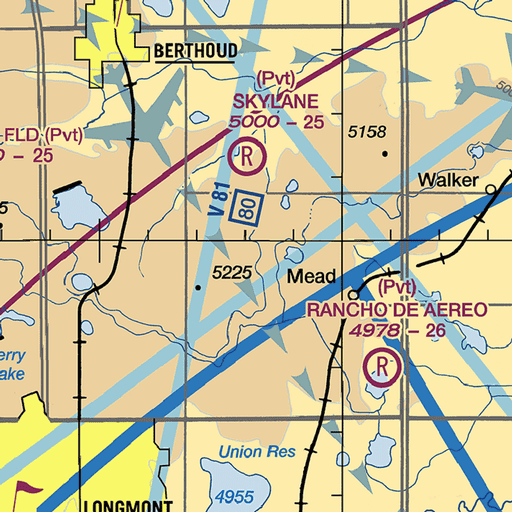 BERTHOUD
(Pvt)
SKYLANE
5000 - 25
5158
FLD (Pvt)
- 25
R
Walker
V 81
80
5225
Mead
(Pvt)
RANCHO DE AEREO
4978 - 26
R
Union Res
4955
LONGMONT